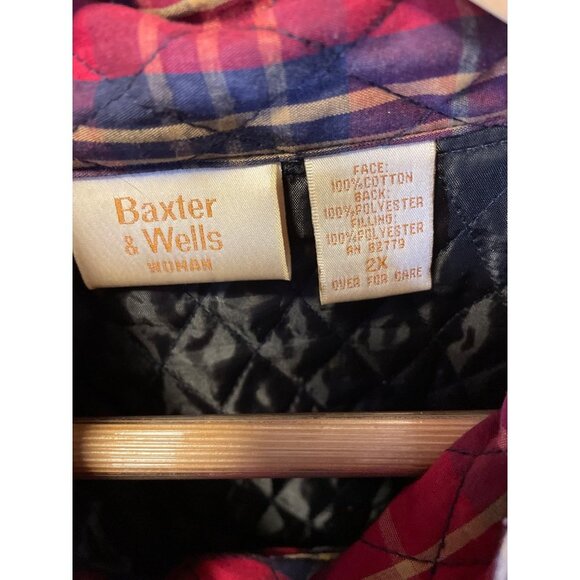 Baxter
& Wells
WOMAN
FACE:
100%COTTON
BACK:
100%POLYESTER
FILLING:
100%POLYESTER
RN 82779
2X
OVER FOR CARE